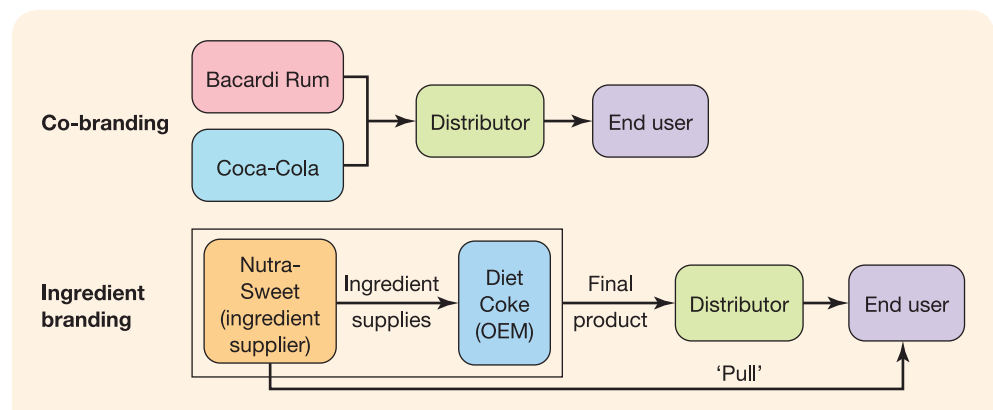 Co-branding
Bacardi Rum
Coca-Cola
Distributor
End user
Ingredient
branding
Nutra-
Sweet
(ingredient
supplier)
Ingredient
supplies
Diet
Coke
(OEM)
Final
product
Distributor
End user
‘Pull’